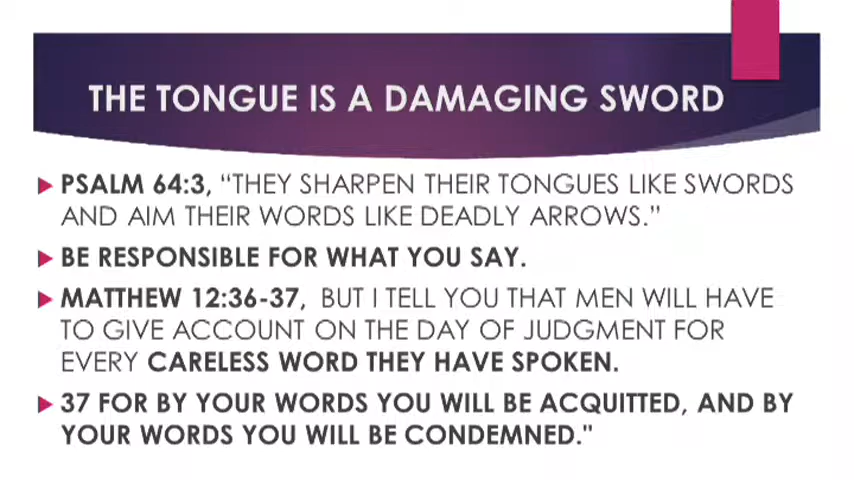 THE TONGUE IS A DAMAGING SWORD
PSALM 64:3, “THEY SHARPEN THEIR TONGUES LIKE SWORDS
AND AIM THEIR WORDS LIKE DEADLY ARROWS.”
BE RESPONSIBLE FOR WHAT YOU SAY.
MATTHEW 12:36-37, BUT I TELL YOU THAT MEN WILL HAVE
TO GIVE ACCOUNT ON THE DAY OF JUDGMENT FOR
EVERY CARELESS WORD THEY HAVE SPOKEN.
37 FOR BY YOUR WORDS YOU WILL BE ACQUITTED, AND BY
YOUR WORDS YOU WILL BE CONDEMNED."